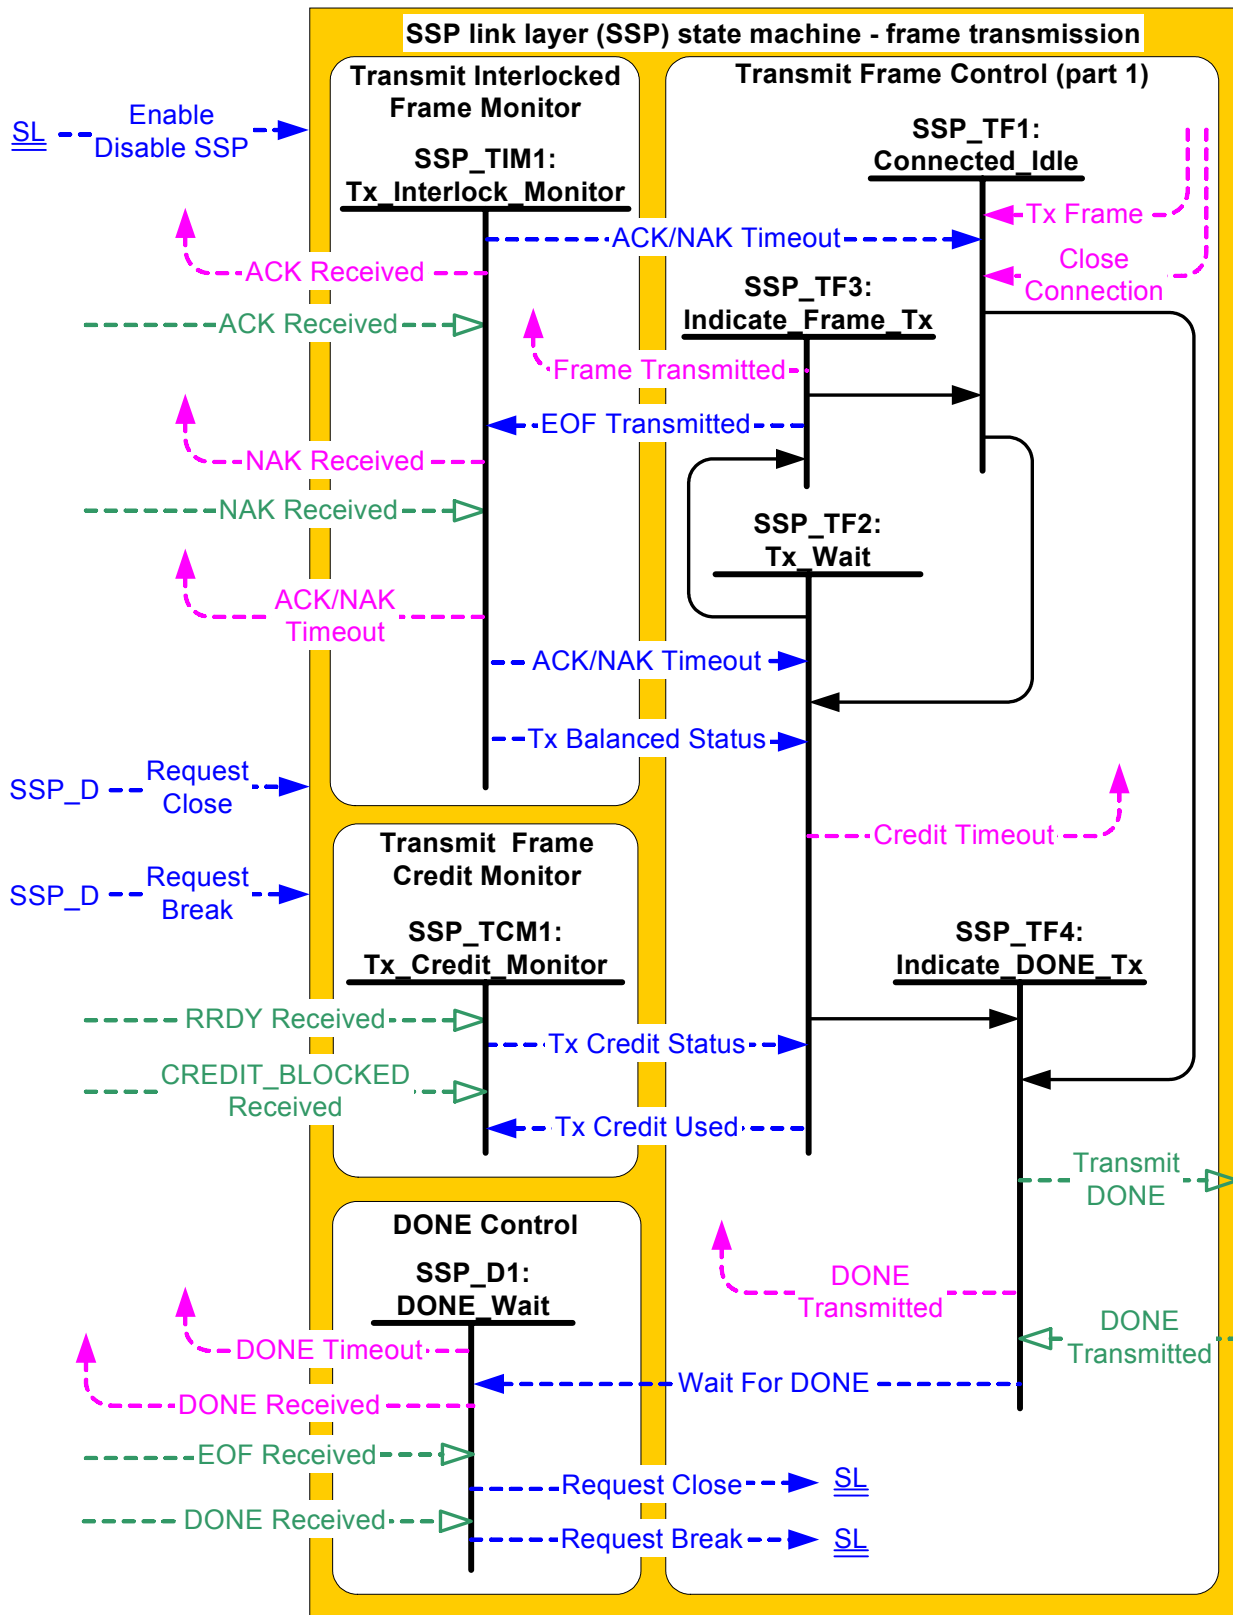 SSP link layer (SSP) state machine - frame transmission
Transmit Interlocked
Frame Monitor
Transmit Frame Control (part 1)
SL
Enable
Disable SSP
SSP_TIM1:
Tx_Interlock_Monitor
SSP_TF1:
Connected_Idle
Tx Frame
ACK/NAK Timeout
ACK Received
Close
Connection
SSP_TF3:
Indicate_Frame_Tx
ACK Received
Frame Transmitted
EOF Transmitted
NAK Received
NAK Received
SSP_TF2:
Tx_Wait
ACK/NAK
Timeout
ACK/NAK Timeout
Tx Balanced Status
SSP_D
Request
Close
Transmit Frame
Credit Monitor
Credit Timeout
SSP_D
Request
Break
SSP_TCM1:
Tx_Credit_Monitor
SSP_TF4:
Indicate_DONE_Tx
RRDY Received
Tx Credit Status
CREDIT_BLOCKED
Received
Tx Credit Used
Transmit
DONE
DONE Control
SSP_D1:
DONE_Wait
DONE
Transmitted
DONE
Transmitted
DONE Timeout
Wait For DONE
DONE Received
EOF Received
Request Close
SL
DONE Received
Request Break
SL